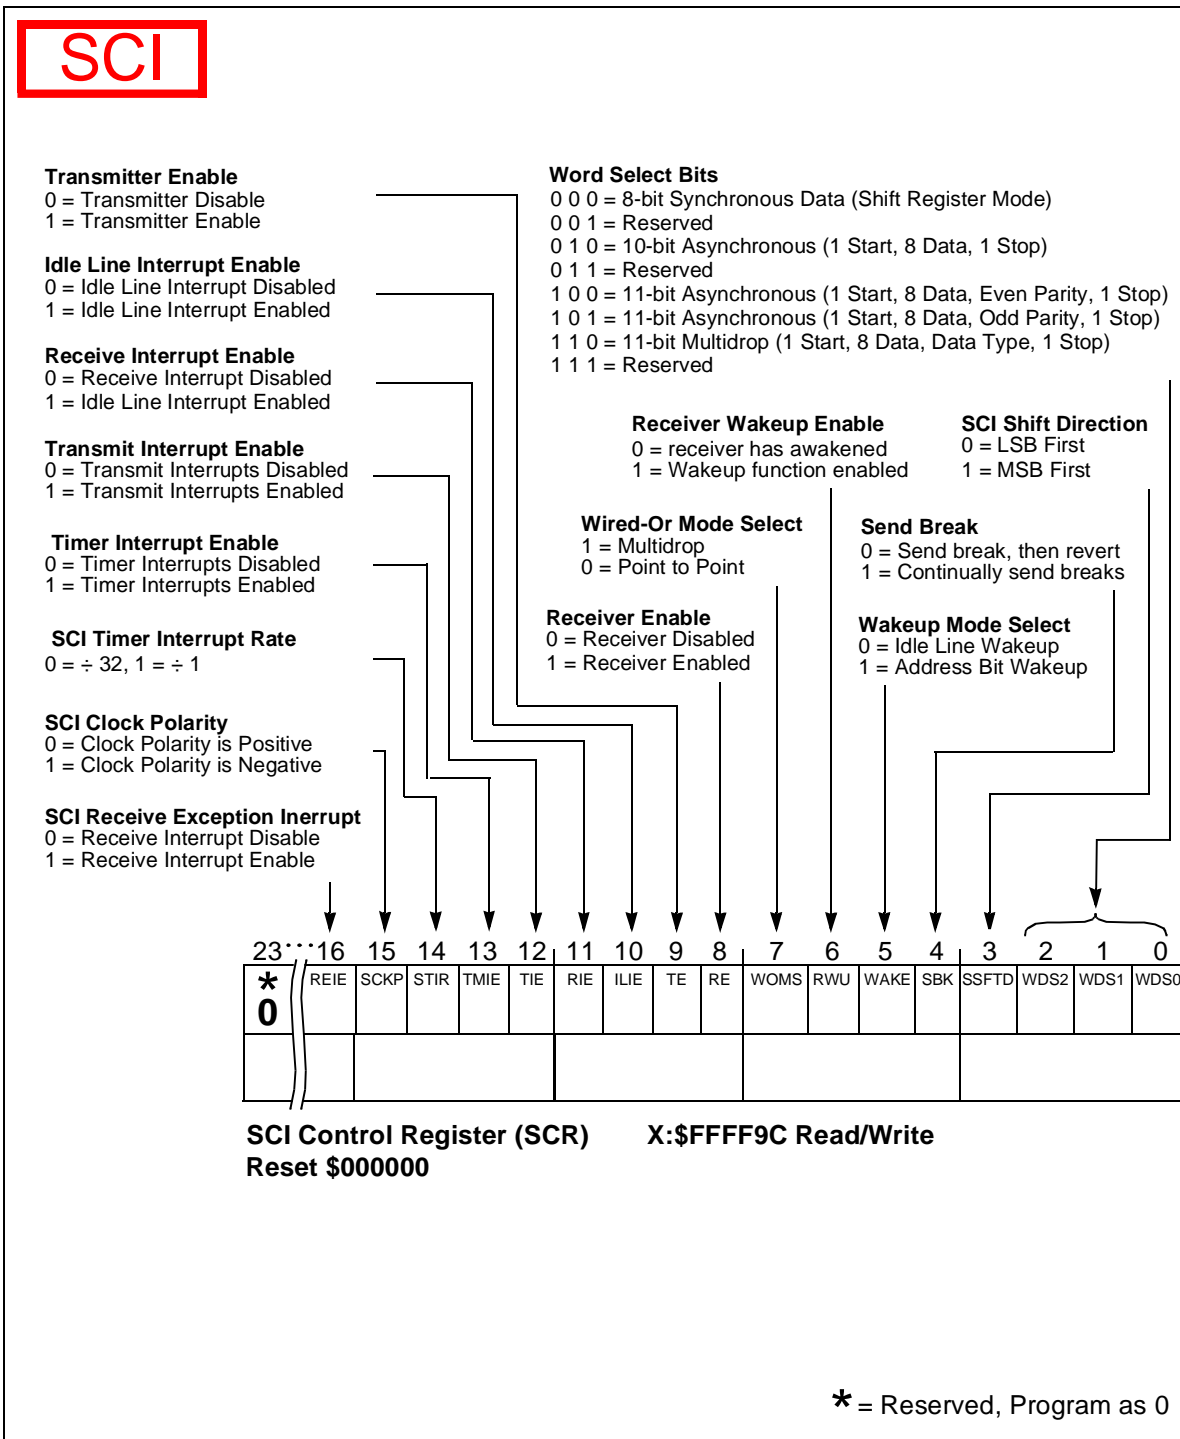 SCI
Transmitter Enable
0 = Transmitter Disable
1 = Transmitter Enable
Idle Line Interrupt Enable
0 = Idle Line Interrupt Disabled
1 = Idle Line Interrupt Enabled
Receive Interrupt Enable
0 = Receive Interrupt Disabled
1 = Idle Line Interrupt Enabled
Transmit Interrupt Enable
0 = Transmit Interrupts Disabled
1 = Transmit Interrupts Enabled
Timer Interrupt Enable
0 = Timer Interrupts Disabled
1 = Timer Interrupts Enabled
SCI Timer Interrupt Rate
0 = ÷ 32, 1 = ÷ 1
SCI Clock Polarity
0 = Clock Polarity is Positive
1 = Clock Polarity is Negative
SCI Receive Exception Inerrupt
0 = Receive Interrupt Disable
1 = Receive Interrupt Enable
Word Select Bits
0 0 0 = 8-bit Synchronous Data (Shift Register Mode)
0 0 1 = Reserved
0 1 0 = 10-bit Asynchronous (1 Start, 8 Data, 1 Stop)
0 1 1 = Reserved
1 0 0 = 11-bit Asynchronous (1 Start, 8 Data, Even Parity, 1 Stop)
1 0 1 = 11-bit Asynchronous (1 Start, 8 Data, Odd Parity, 1 Stop)
1 1 0 = 11-bit Multidrop (1 Start, 8 Data, Data Type, 1 Stop)
1 1 1 = Reserved
Receiver Wakeup Enable
0 = receiver has awakened
1 = Wakeup function enabled
SCI Shift Direction
0 = LSB First
1 = MSB First
Wired-Or Mode Select
1 = Multidrop
0 = Point to Point
Send Break
0 = Send break, then revert
1 = Continually send breaks
Receiver Enable
0 = Receiver Disabled
1 = Receiver Enabled
Wakeup Mode Select
0 = Idle Line Wakeup
1 = Address Bit Wakeup
23 ··· 16 15 14 13 12 11 10 9 8 7 6 5 4 3 2 1 0
* REIE SCKP STIR TMIE TIE RIE ILIE TE RE WOMS RWU WAKE SBK SSFTD WDS2 WDS1 WDS0
0
SCI Control Register (SCR) X:$FFFF9C Read/Write
Reset $000000
* = Reserved, Program as 0